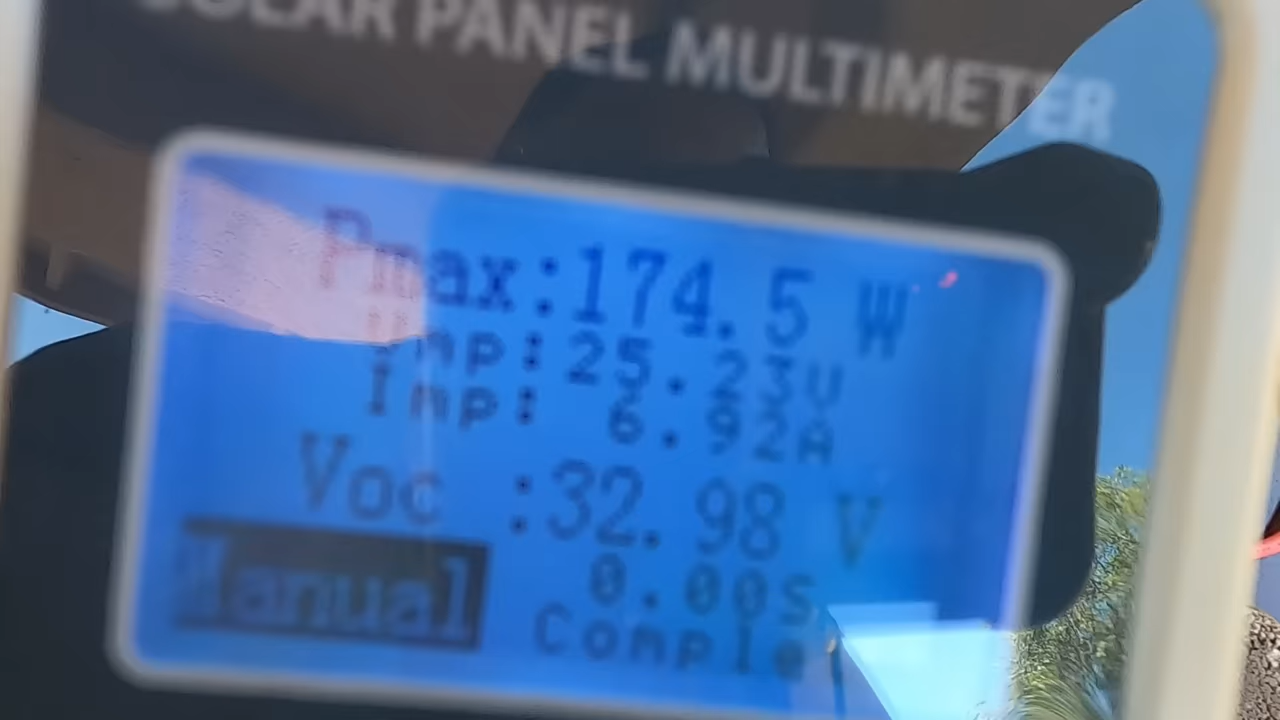 SOLAR PANEL MULTIMETER
Pmax:174.5 W
Vmp:25.23V
Imp: 6.92A
Voc :32.98 V
Manual 0.00S
Comple